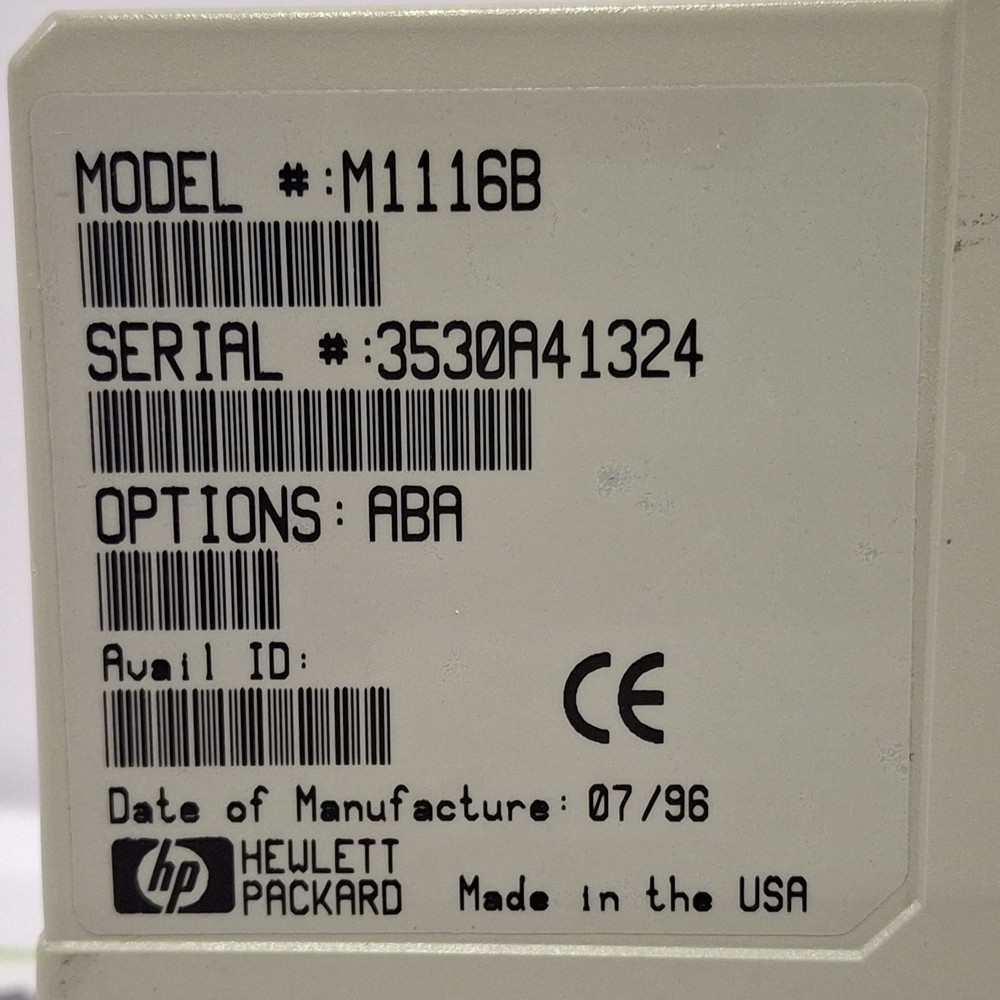 MODEL #:M1116B
SERIAL #:3530A41324
OPTIONS: ABA
Avail ID:
CE
Date of Manufacture: 07/96
hp HEWLETT
PACKARD Made in the USA